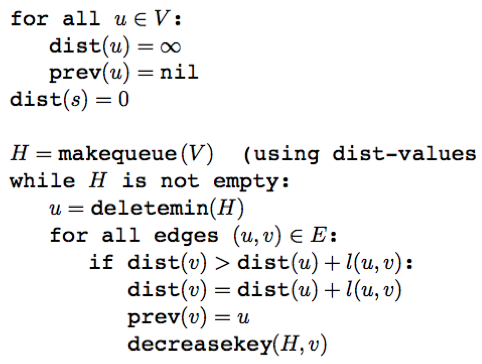 for all u ∈ V:
dist(u) = ∞
prev(u) = nil
dist(s) = 0
H = makequeue(V) (using dist-values
while H is not empty:
u = deletemin(H)
for all edges (u, v) ∈ E:
if dist(v) > dist(u) + l(u, v):
dist(v) = dist(u) + l(u, v)
prev(v) = u
decreasekey(H, v)